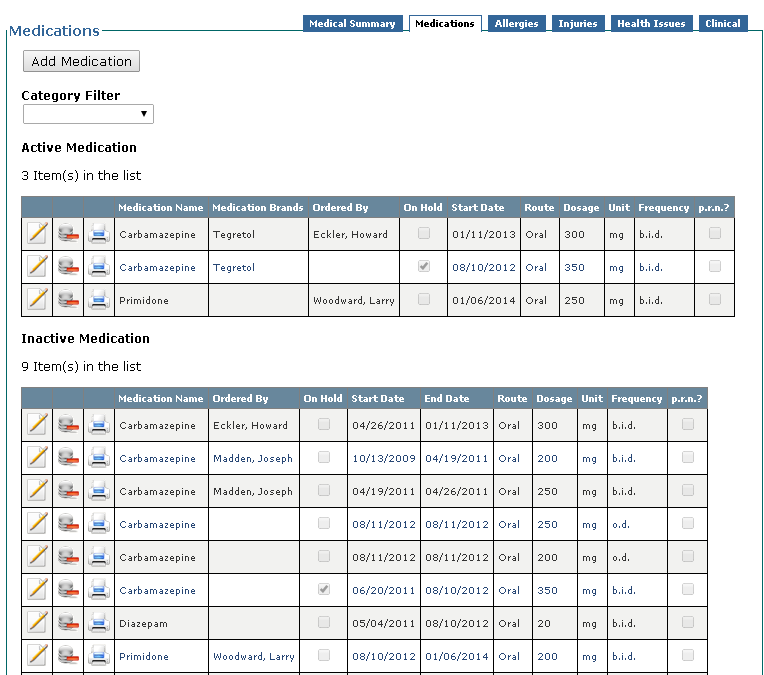 Medications
Medical Summary Medications Allergies Injuries Health Issues Clinical
Add Medication
Category Filter
Active Medication
3 Item(s) in the list
Medication Name Medication Brands Ordered By On Hold Start Date Route Dosage Unit Frequency p.r.n.?
Carbamazepine Tegretol Eckler, Howard 01/11/2013 Oral 300 mg b.i.d.
Carbamazepine Tegretol 08/10/2012 Oral 350 mg b.i.d.
Primidone Woodward, Larry 01/06/2014 Oral 250 mg b.i.d.
Inactive Medication
9 Item(s) in the list
Medication Name Ordered By On Hold Start Date End Date Route Dosage Unit Frequency p.r.n.?
Carbamazepine Eckler, Howard 04/26/2011 01/11/2013 Oral 300 mg b.i.d.
Carbamazepine Madden, Joseph 10/13/2009 04/19/2011 Oral 200 mg b.i.d.
Carbamazepine Madden, Joseph 04/19/2011 04/26/2011 Oral 250 mg b.i.d.
Carbamazepine 08/11/2012 08/11/2012 Oral 250 mg o.d.
Carbamazepine 08/11/2012 08/11/2012 Oral 200 mg o.d.
Carbamazepine 06/20/2011 08/10/2012 Oral 350 mg b.i.d.
Diazepam 05/04/2011 08/10/2012 Oral 20 mg b.i.d.
Primidone Woodward, Larry 08/10/2012 01/06/2014 Oral 200 mg b.i.d.